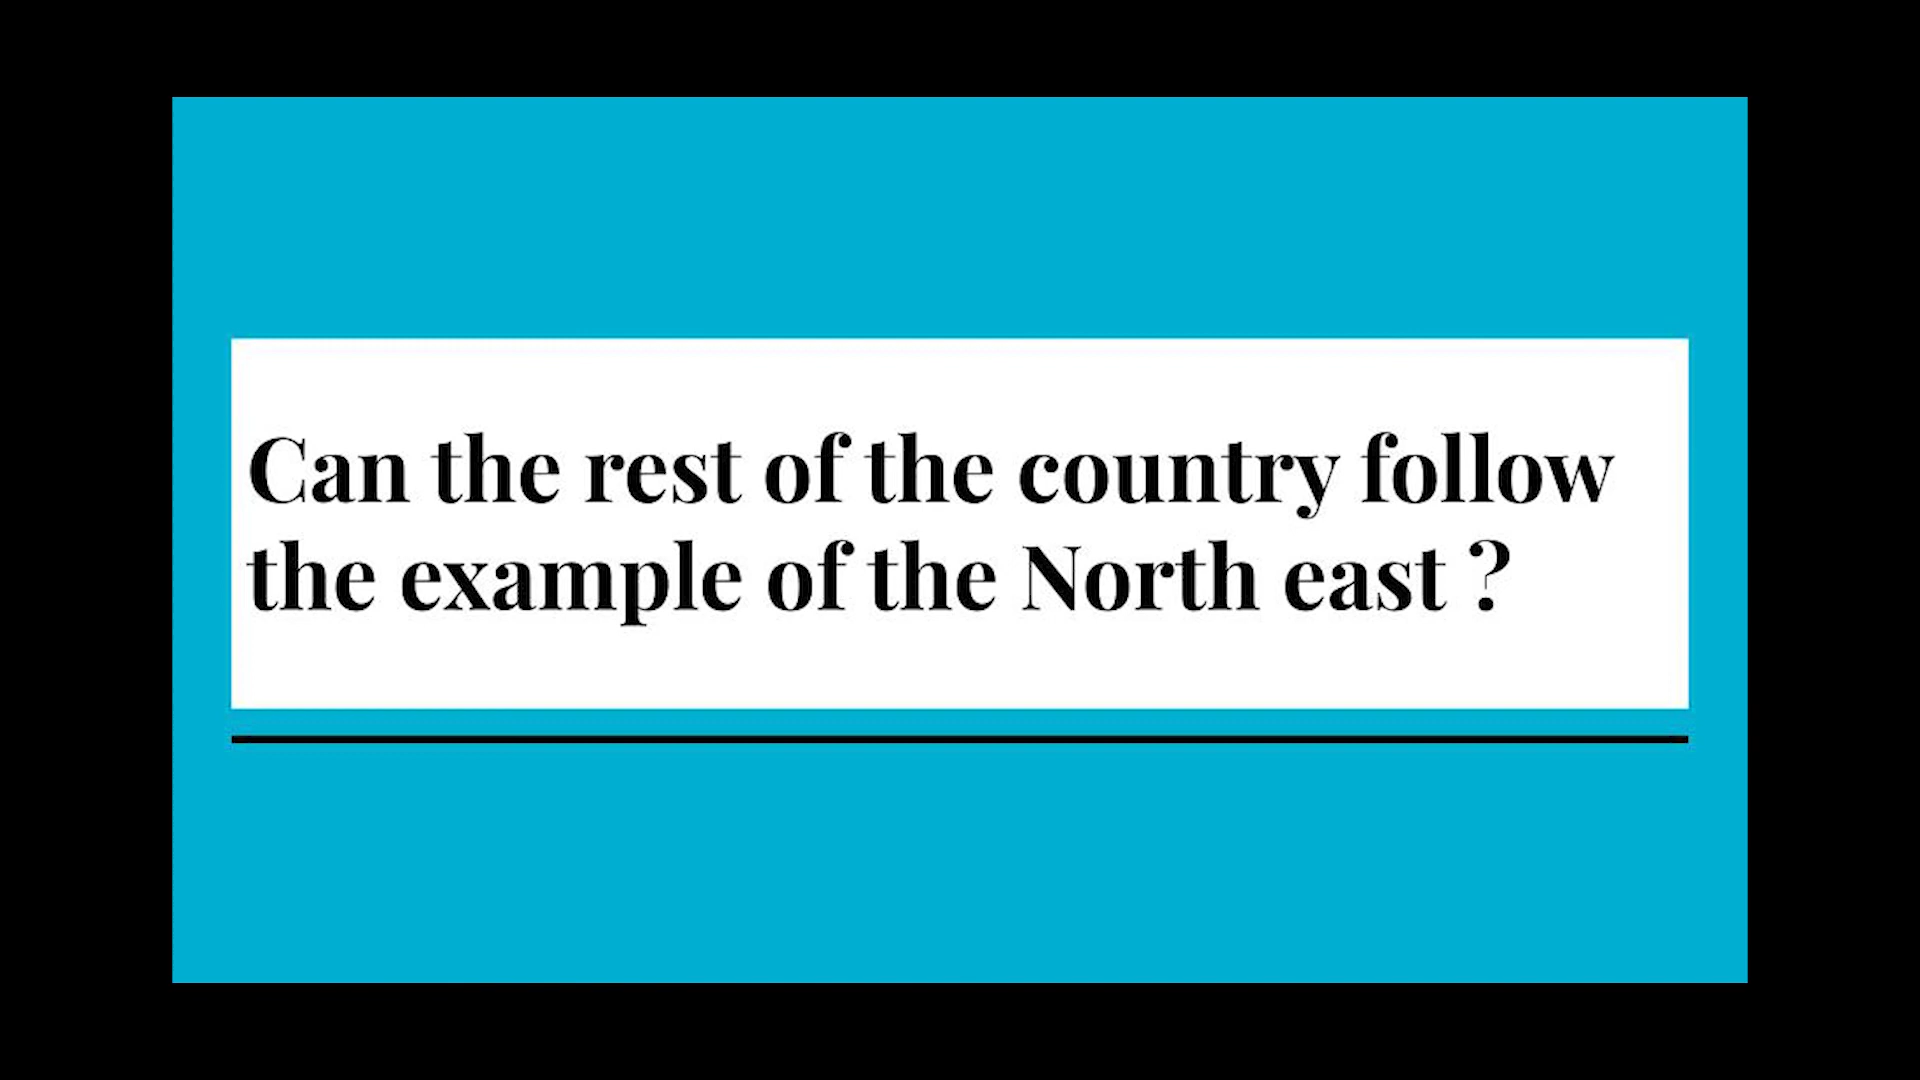 Can the rest of the country follow
the example of the North east ?